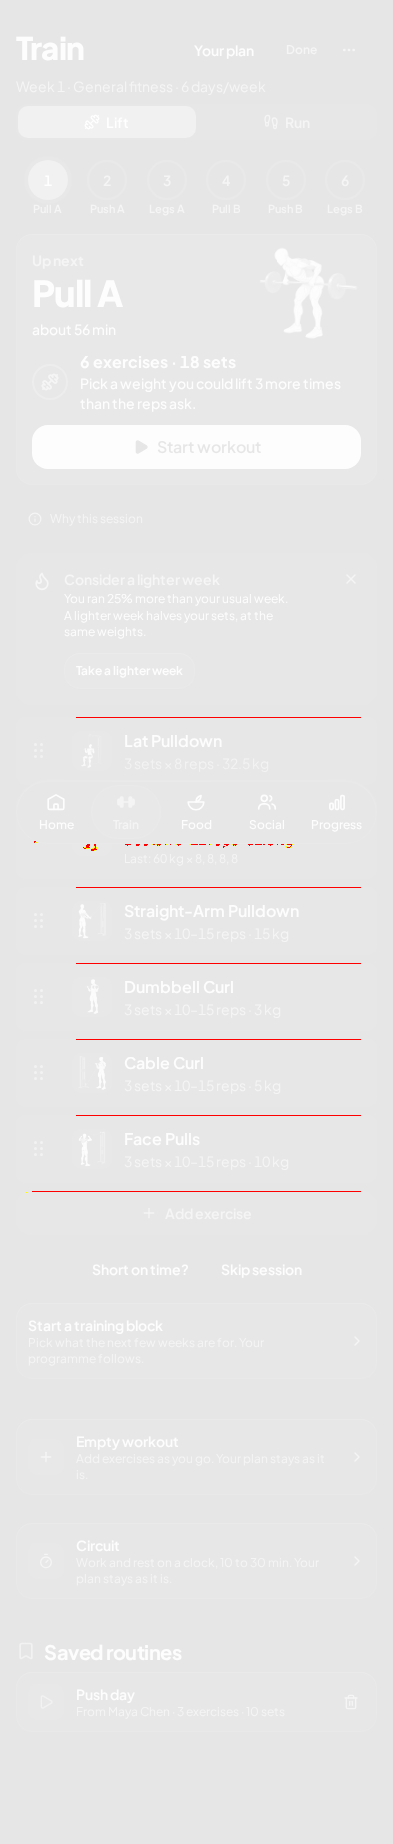 Train
Your plan
Done
Week 1 · General fitness · 6 days/week
Lift
Run
1
2
3
4
5
6
Pull A
Push A
Legs A
Pull B
Push B
Legs B
Up next
Pull A
about 56 min
6 exercises · 18 sets
Pick a weight you could lift 3 more times
than the reps ask.
Start workout
Why this session
Consider a lighter week
You ran 25% more than your usual week.
A lighter week halves your sets, at the
same weights.
Take a lighter week
Lat Pulldown
3 sets × 8 reps · 32.5 kg
Home
Train
Food
Social
Progress
Last: 60 kg × 8, 8, 8, 8
Straight-Arm Pulldown
3 sets × 10–15 reps · 15 kg
Dumbbell Curl
3 sets × 10–15 reps · 3 kg
Cable Curl
3 sets × 10–15 reps · 5 kg
Face Pulls
3 sets × 10–15 reps · 10 kg
Add exercise
Short on time?
Skip session
Start a training block
Pick what the next few weeks are for. Your
programme follows.
Empty workout
Add exercises as you go. Your plan stays as it
is.
Circuit
Work and rest on a clock, 10 to 30 min. Your
plan stays as it is.
Saved routines
Push day
From Maya Chen · 3 exercises · 10 sets